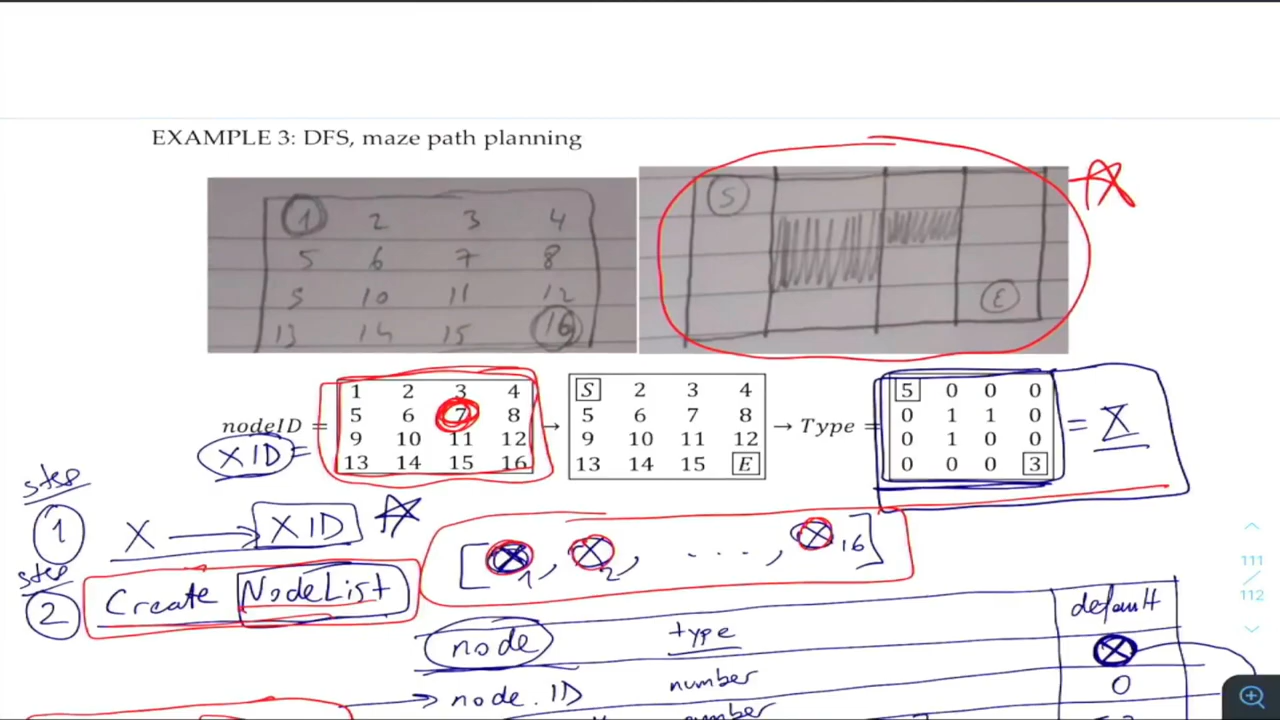 EXAMPLE 3: DFS, maze path planning
1 2 3 4
5 6 7 8
9 10 11 12
13 14 15 16
S
E
nodeID = 
1 2 3 4
5 6 7 8
9 10 11 12
13 14 15 16
→
S 2 3 4
5 6 7 8
9 10 11 12
13 14 15 E
→ Type =
5 0 0 0
0 1 1 0
0 1 0 0
0 0 0 3
= X
XID =
step
1 X → XID
[⊗1, ⊗2, ...., ⊗16]
step
2 Create NodeList
node type default
→ node.ID number 0
number
111
/
112